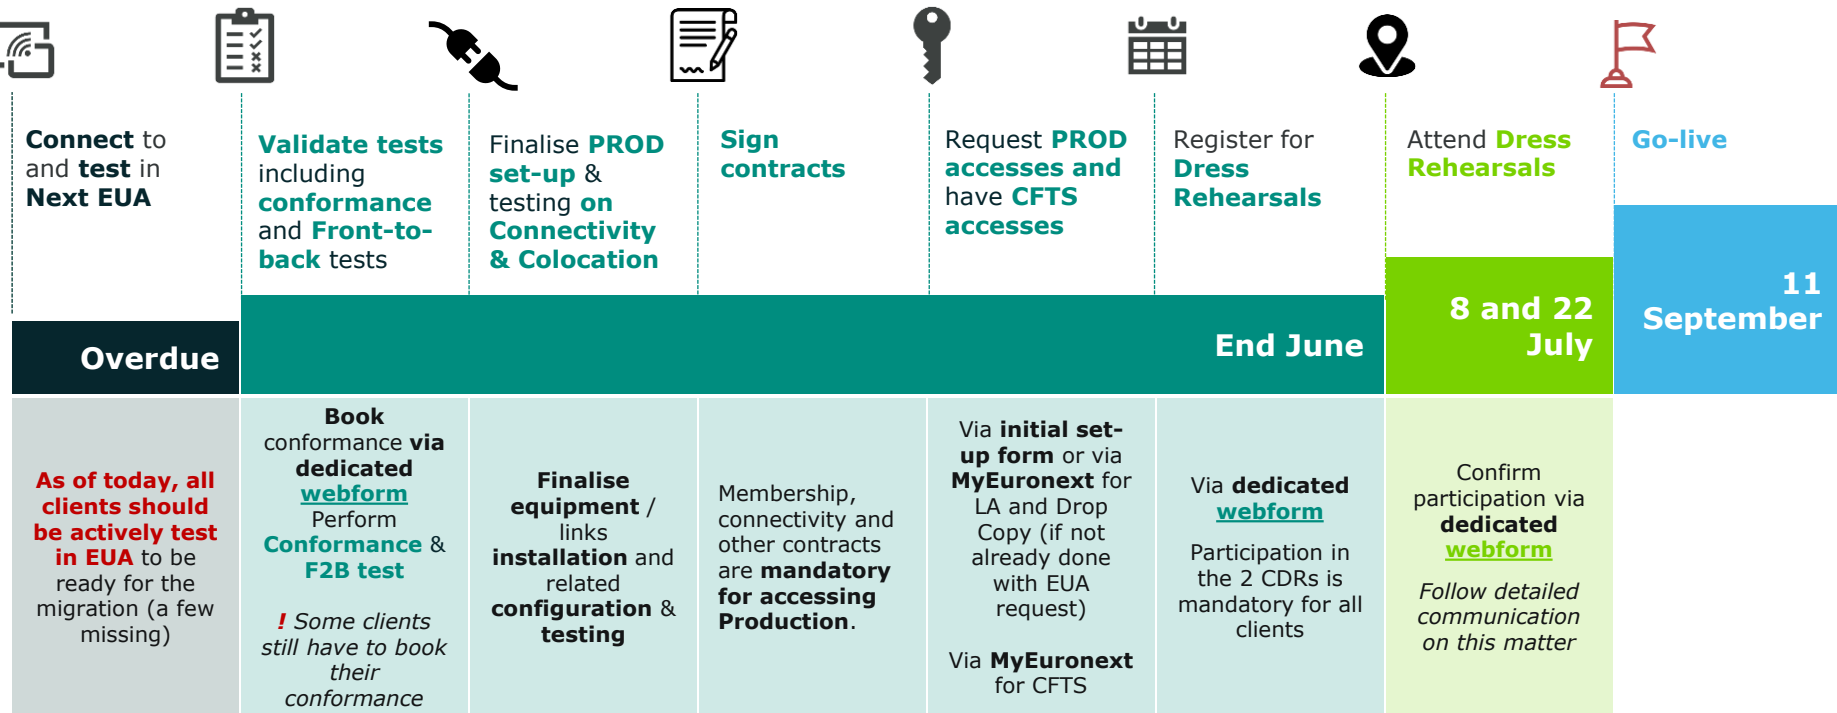 Connect to
and test in
Next EUA
Validate tests
including
conformance
and Front-to-
back tests
Finalise PROD
set-up &
testing on
Connectivity
& Colocation
Sign
contracts
Request PROD
accesses and
have CFTS
accesses
Register for
Dress
Rehearsals
Attend Dress
Rehearsals
Go-live
Overdue
End June
8 and 22
July
11
September
As of today, all
clients should
be actively test
in EUA to be
ready for the
migration (a few
missing)
Book
conformance via
dedicated
webform
Perform
Conformance &
F2B test
! Some clients
still have to book
their
conformance
Finalise
equipment /
links
installation and
related
configuration &
testing
Membership,
connectivity and
other contracts
are mandatory
for accessing
Production.
Via initial set-
up form or via
MyEuronext for
LA and Drop
Copy (if not
already done
with EUA
request)
Via MyEuronext
for CFTS
Via dedicated
webform
Participation in
the 2 CDRs is
mandatory for all
clients
Confirm
participation via
dedicated
webform
Follow detailed
communication
on this matter